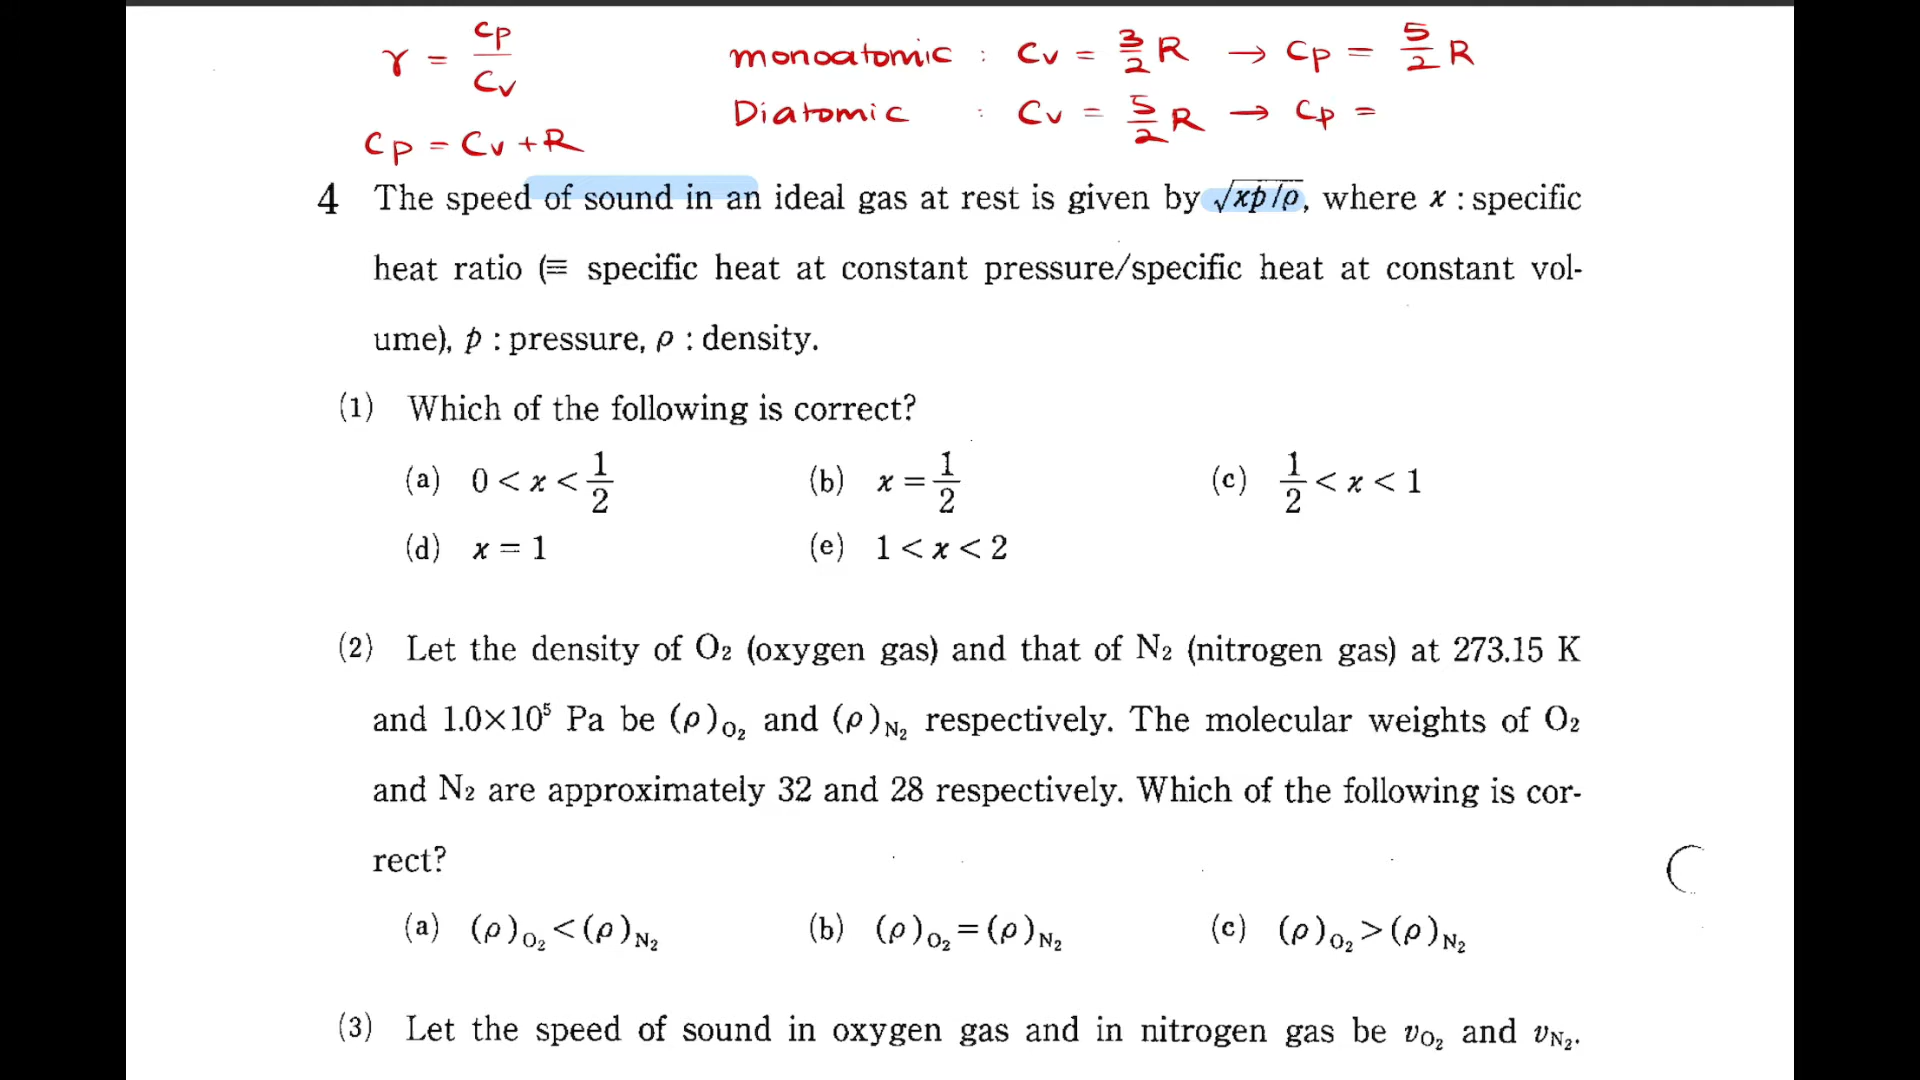 γ = Cp/Cv
monoatomic : Cv = 3/2 R → Cp = 5/2 R
Diatomic : Cv = 5/2 R → Cp =
Cp = Cv + R
4 The speed of sound in an ideal gas at rest is given by √xp/ρ, where x : specific
heat ratio (≡ specific heat at constant pressure/specific heat at constant vol-
ume), p : pressure, ρ : density.
(1) Which of the following is correct?
(a) 0 < x < 1/2 (b) x = 1/2 (c) 1/2 < x < 1
(d) x = 1 (e) 1 < x < 2
(2) Let the density of O₂ (oxygen gas) and that of N₂ (nitrogen gas) at 273.15 K
and 1.0×10⁵ Pa be (ρ)O₂ and (ρ)N₂ respectively. The molecular weights of O₂
and N₂ are approximately 32 and 28 respectively. Which of the following is cor-
rect?
(a) (ρ)O₂ < (ρ)N₂ (b) (ρ)O₂ = (ρ)N₂ (c) (ρ)O₂ > (ρ)N₂
(3) Let the speed of sound in oxygen gas and in nitrogen gas be vO₂ and vN₂.